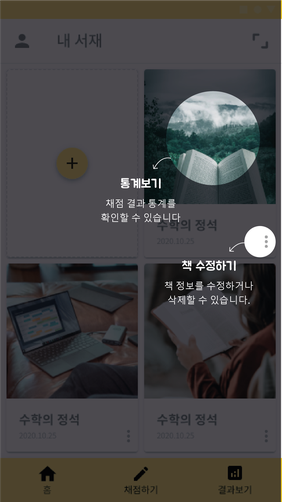 내 서재
통계보기
채점 결과 통계를
확인할 수 있습니다
수학의 정석
2020.10.25
책 수정하기
책 정보를 수정하거나
삭제할 수 있습니다.
수학의 정석
2020.10.25
수학의 정석
2020.10.25
홈
채점하기
결과보기